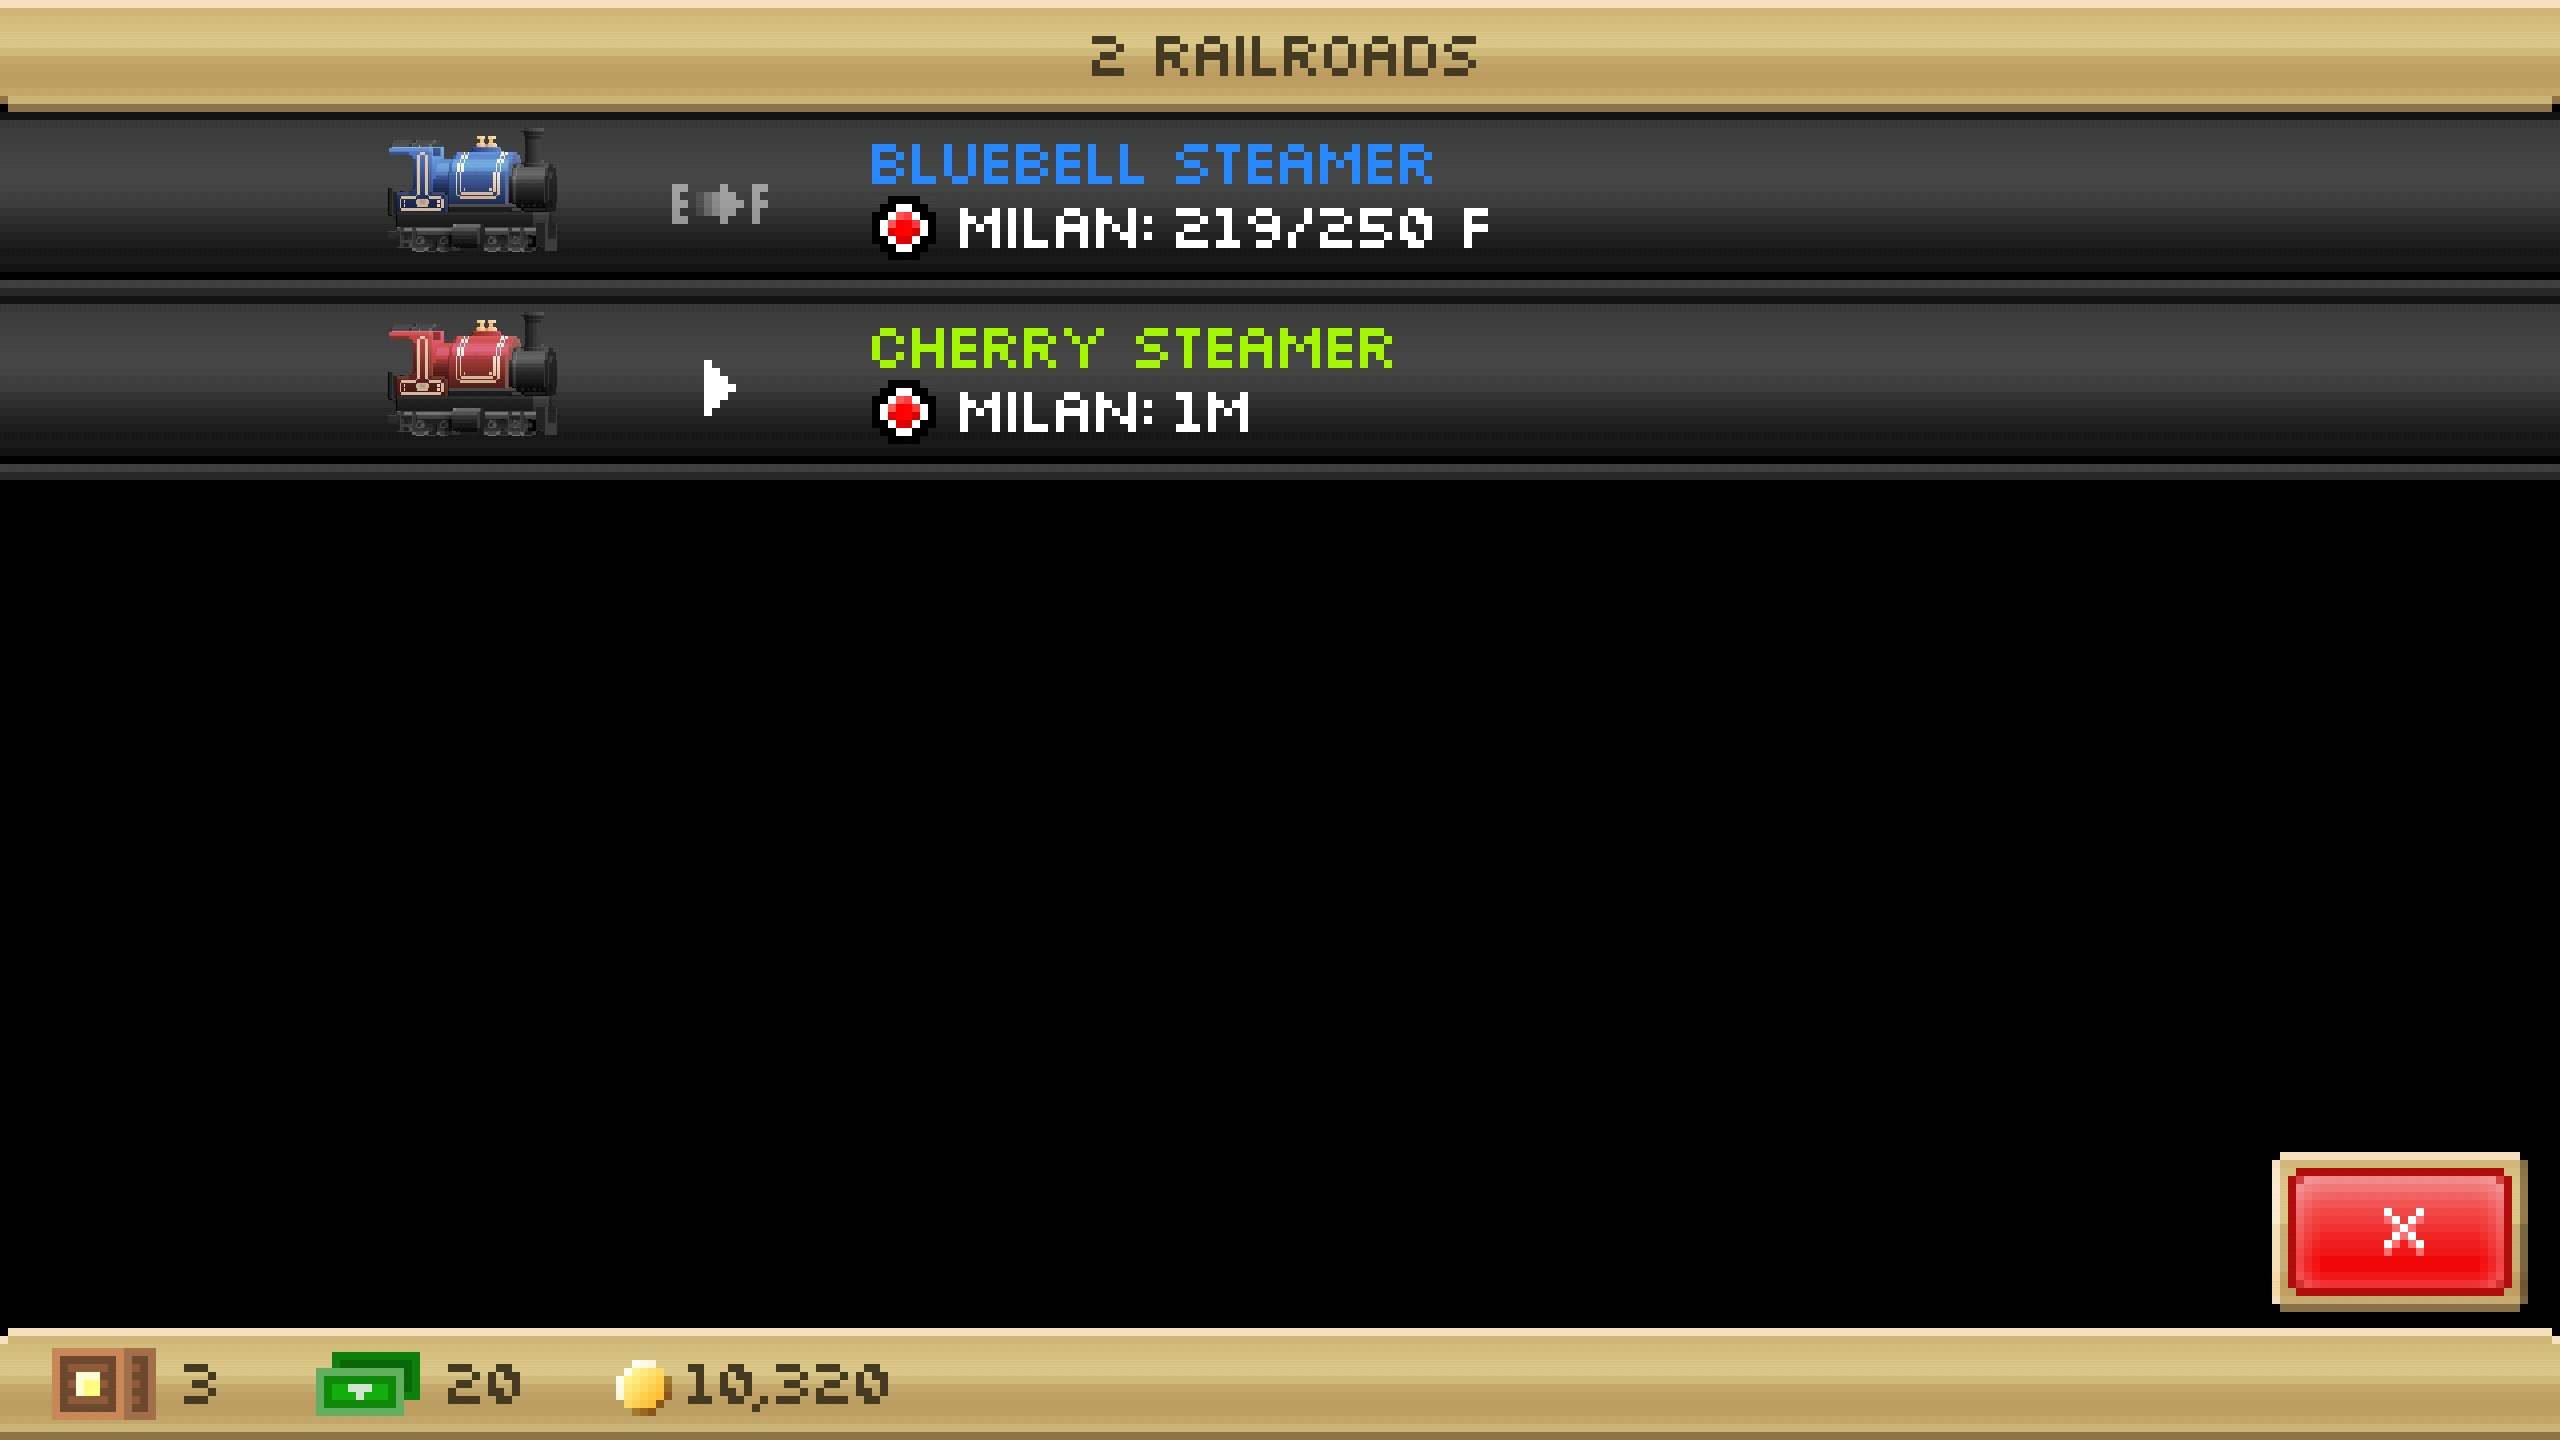 2 RAILROADS
E F
BLUEBELL STEAMER
MILAN: 219/250 F
CHERRY STEAMER
MILAN: 1M
X
3
20
10,320